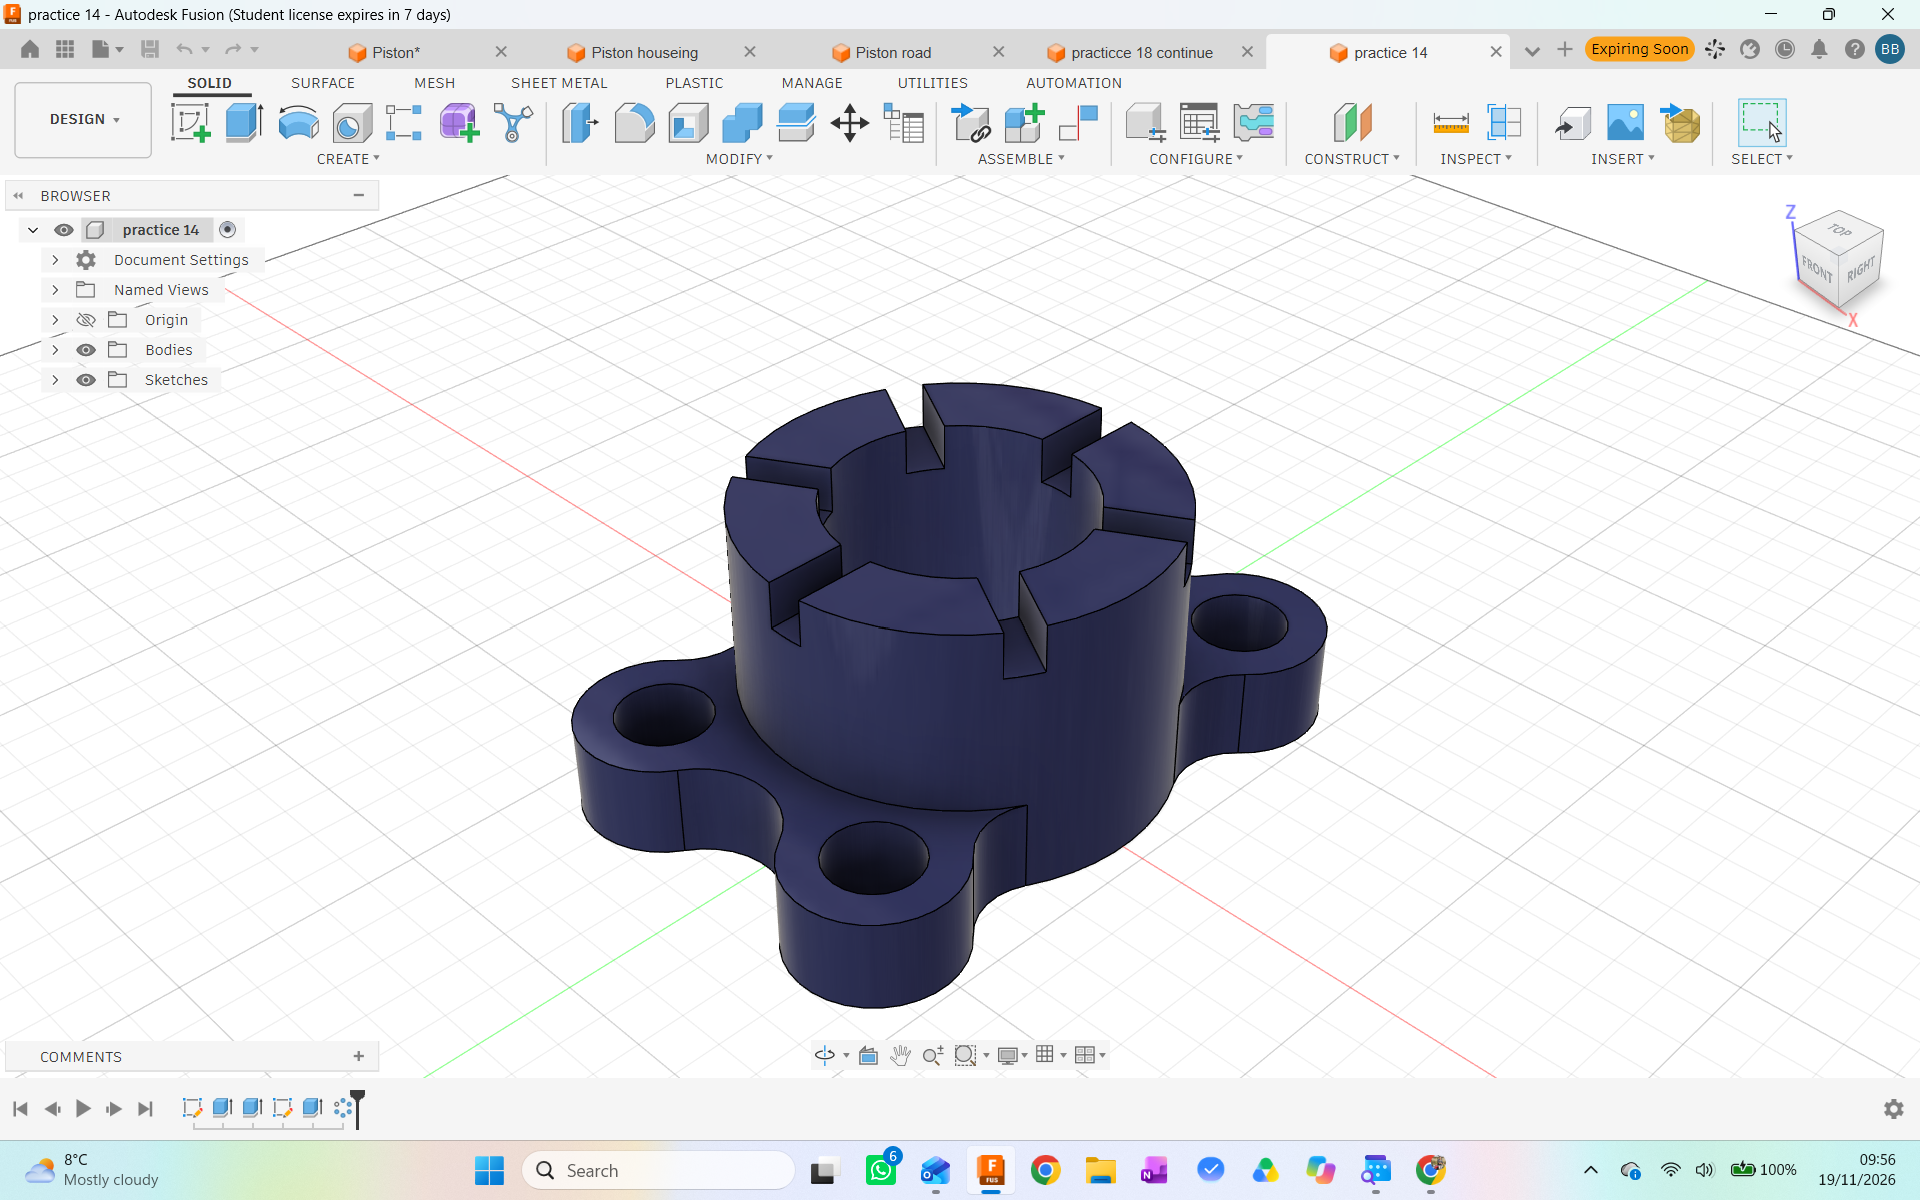 practice 14 - Autodesk Fusion (Student license expires in 7 days)
Piston*
Piston houseing
Piston road
practicce 18 continue
practice 14
Expiring Soon
BB
SOLID
SURFACE
MESH
SHEET METAL
PLASTIC
MANAGE
UTILITIES
AUTOMATION
DESIGN
CREATE
MODIFY
ASSEMBLE
CONFIGURE
CONSTRUCT
INSPECT
INSERT
SELECT
BROWSER
practice 14
Document Settings
Named Views
Origin
Bodies
Sketches
Z
TOP
FRONT
RIGHT
X
COMMENTS
8°C
Mostly cloudy
Search
6
FUS
100%
09:56
19/11/2026